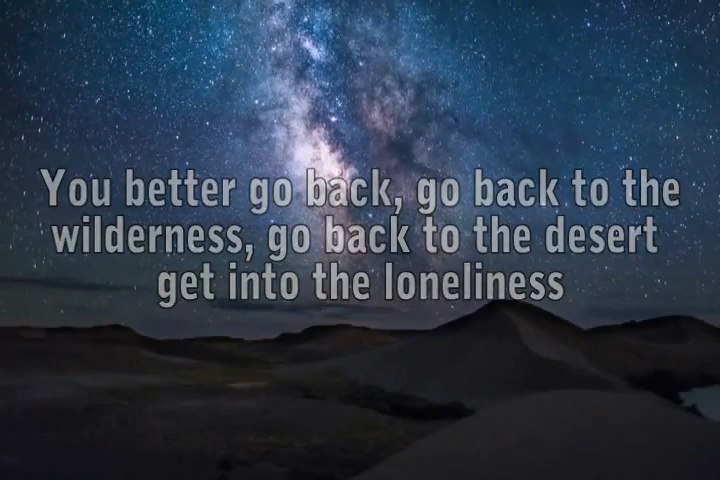 You better go back, go back to the
wilderness, go back to the desert
get into the loneliness